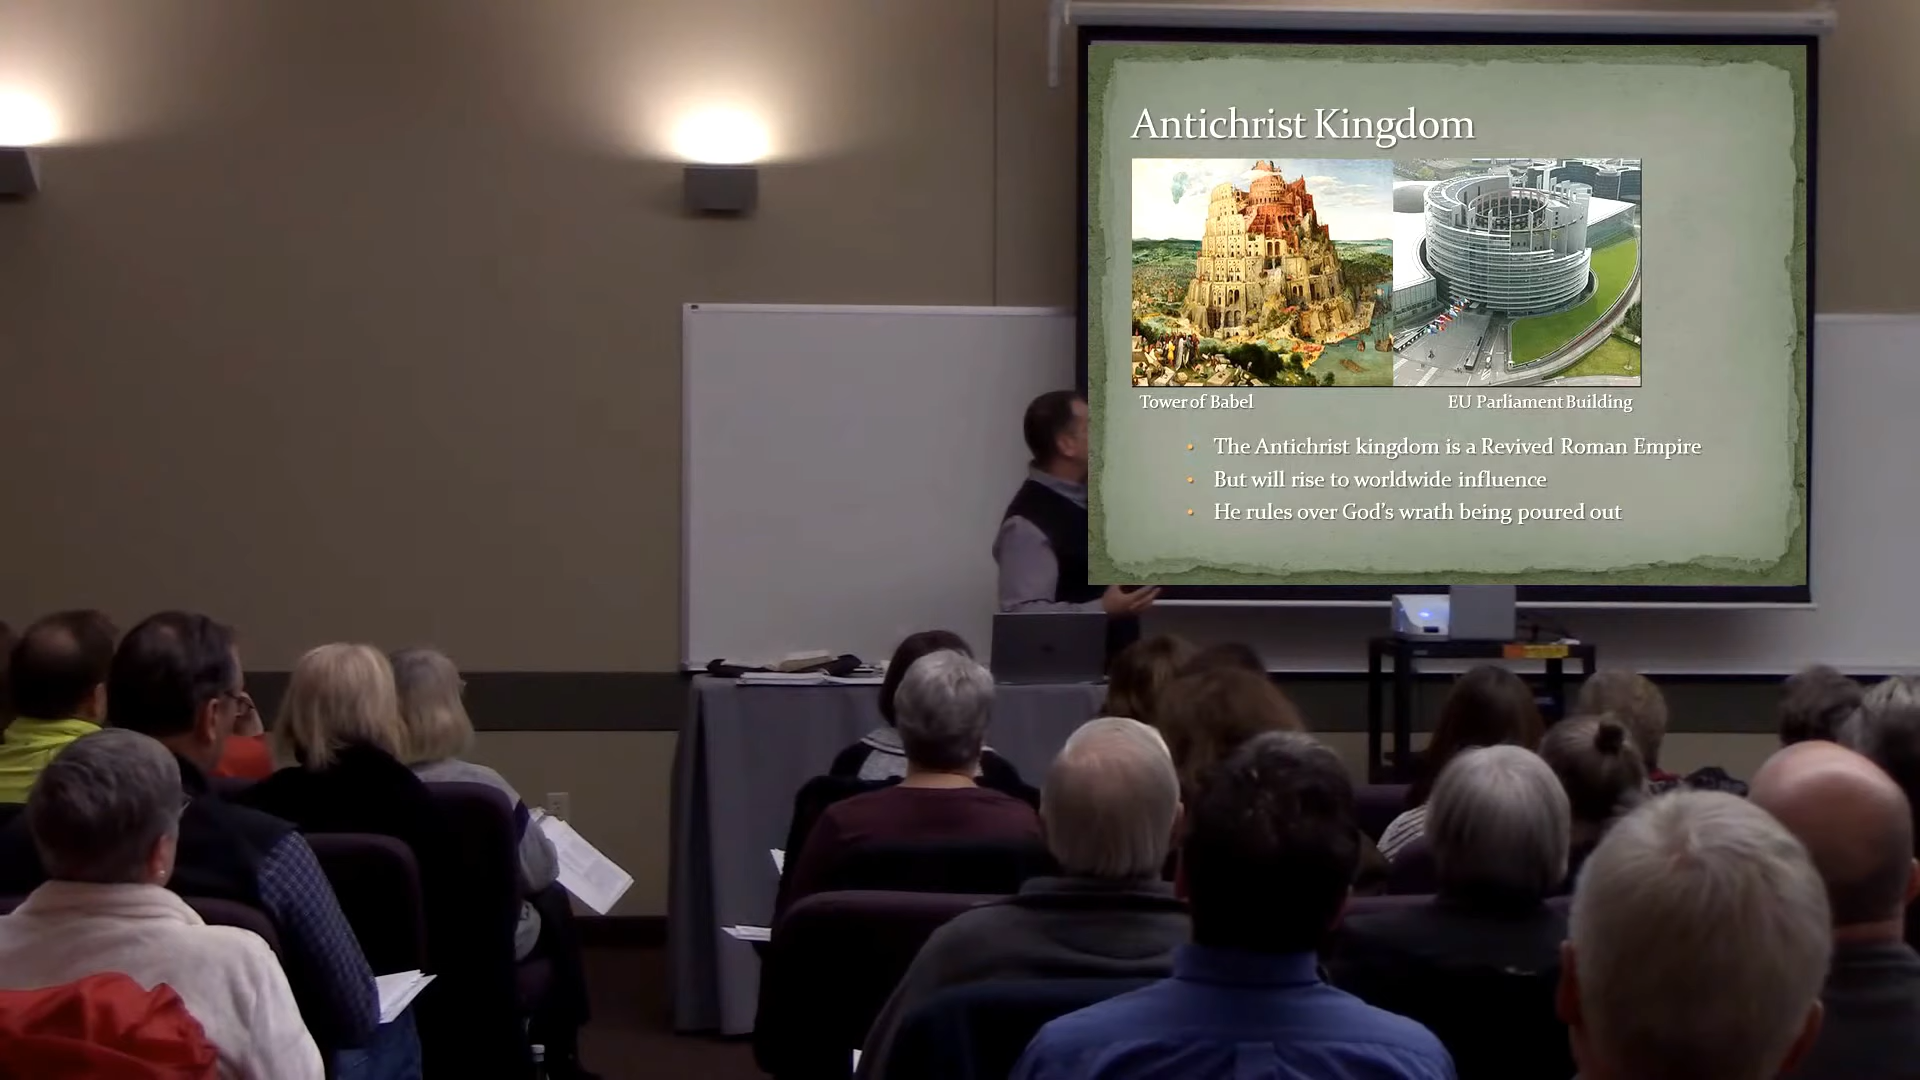 Antichrist Kingdom
Tower of Babel
EU Parliament Building
The Antichrist kingdom is a Revived Roman Empire
But will rise to worldwide influence
He rules over God's wrath being poured out